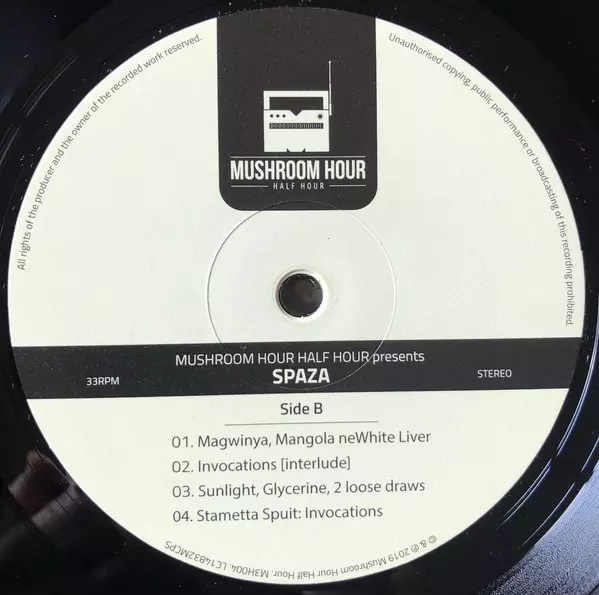 All rights of the producer and the owner of the recorded work reserved.
Unauthorised copying, public performance or broadcasting of this recording prohibited.
MUSHROOM HOUR
HALF HOUR
MUSHROOM HOUR HALF HOUR presents
33RPM
SPAZA
STEREO
Side B
01. Magwinya, Mangola neWhite Liver
02. Invocations [interlude]
03. Sunlight, Glycerine, 2 loose draws
04. Stametta Spuit: Invocations
© & ℗ 2019 Mushroom Hour Half Hour. M3H004. LC14832MCPS